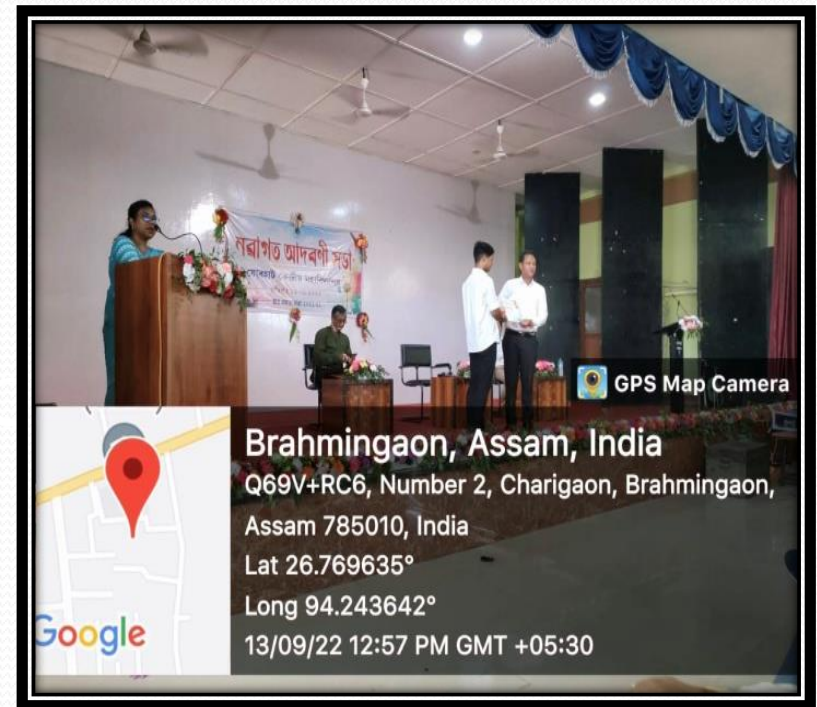 নৱাগত আদৰণী সভা
GPS Map Camera
Brahmingaon, Assam, India
Q69V+RC6, Number 2, Charigaon, Brahmingaon,
Assam 785010, India
Lat 26.769635°
Long 94.243642°
13/09/22 12:57 PM GMT +05:30
Google